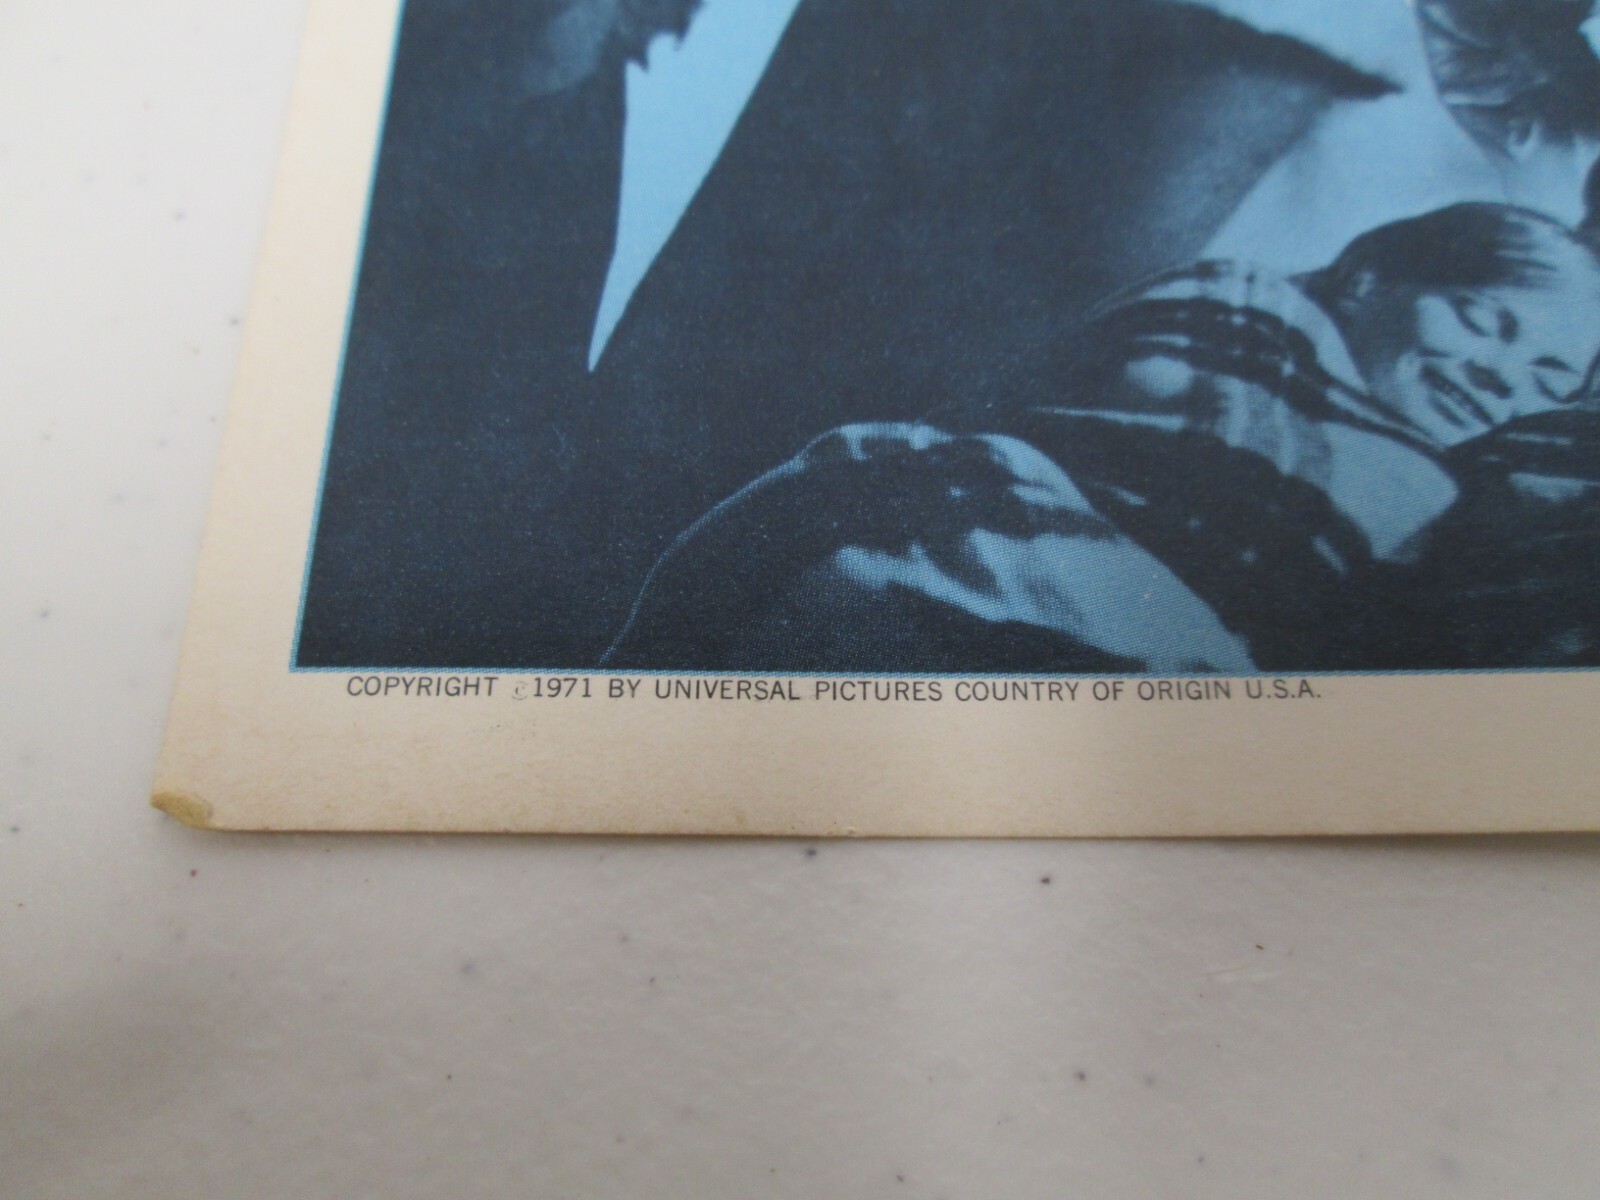 COPYRIGHT ©1971 BY UNIVERSAL PICTURES COUNTRY OF ORIGIN U.S.A.